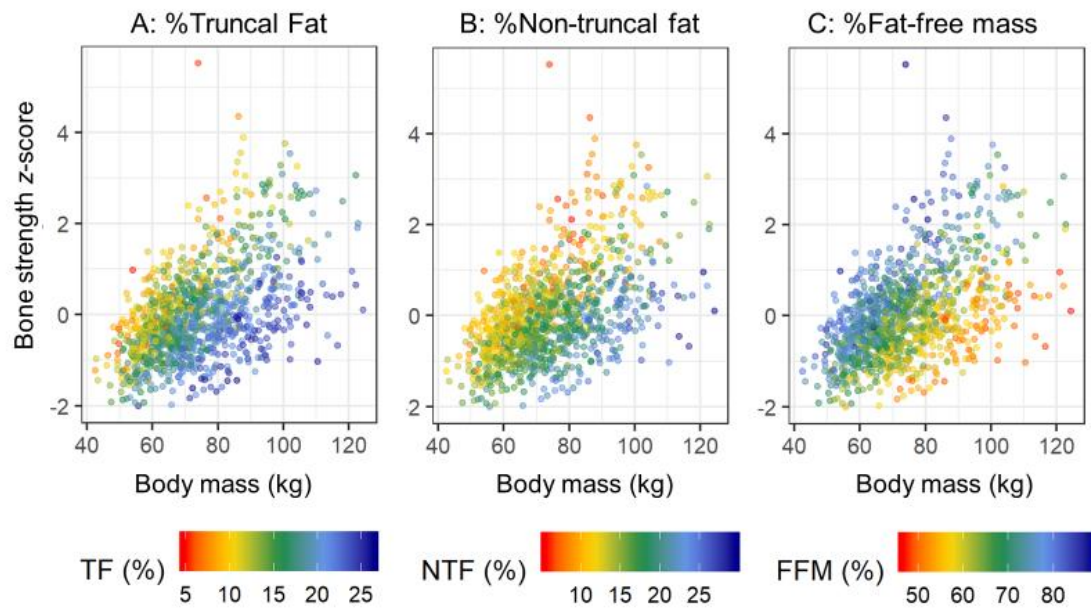 A: %Truncal Fat
B: %Non-truncal fat
C: %Fat-free mass
Bone strength z-score
4
2
0
-2
40 60 80 100 120
4
2
0
2
40 60 80 100 120
4
2
0
-2
40 60 80 100 120
Body mass (kg)
Body mass (kg)
Body mass (kg)
TF (%)
5 10 15 20 25
NTF (%)
10 15 20 25
FFM (%)
50 60 70 80